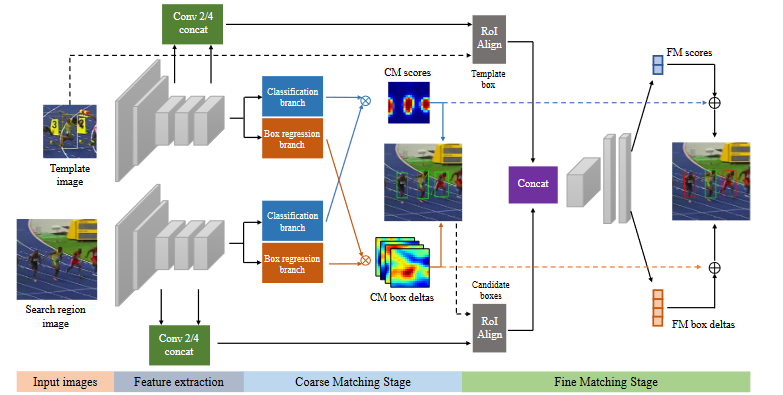 Conv 2/4
concat
RoI
Align
Template
box
FM scores
CM scores
Classification
branch
Box regression
branch
Template
image
Concat
Classification
branch
Box regression
branch
Search region
image
CM box deltas
Candidate
boxes
RoI
Align
FM box deltas
Conv 2/4
concat
Input images
Feature extraction
Coarse Matching Stage
Fine Matching Stage